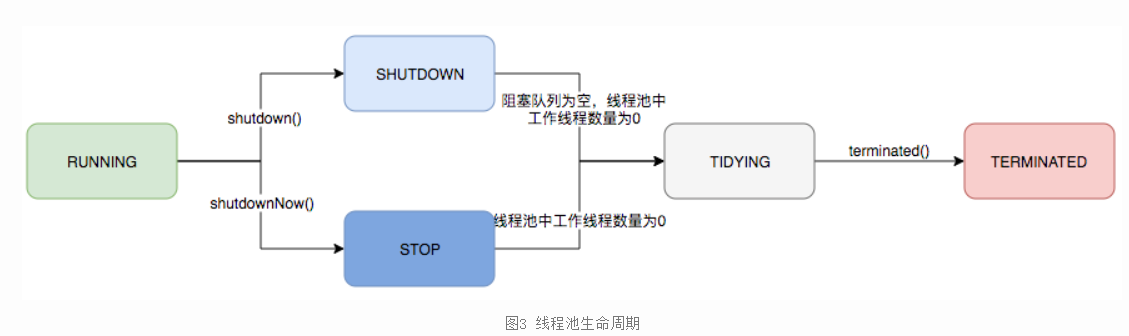 SHUTDOWN
阻塞队列为空，线程池中
工作线程数量为0
shutdown()
RUNNING
TIDYING
terminated()
TERMINATED
shutdownNow()
线程池中工作线程数量为0
STOP
图3 线程池生命周期